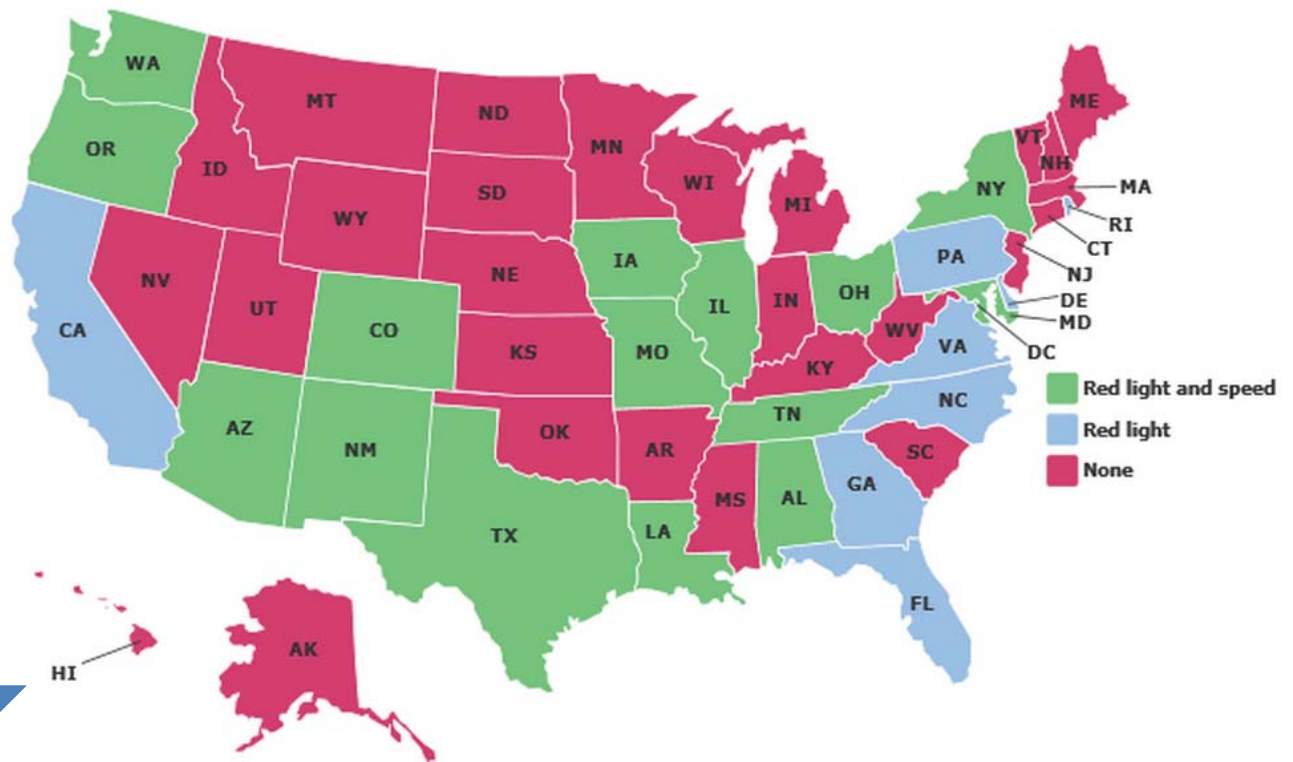 WA
MT
ND
MN
ME
VT
NH
OR
ID
SD
WI
MI
NY
MA
RI
CT
NJ
WY
IA
PA
NE
NV
UT
IL
IN
OH
DE
MD
DC
CA
CO
KS
MO
KY
WV
VA
Red light and speed
Red light
None
AZ
NM
OK
AR
TN
NC
SC
TX
LA
MS
AL
GA
FL
HI
AK